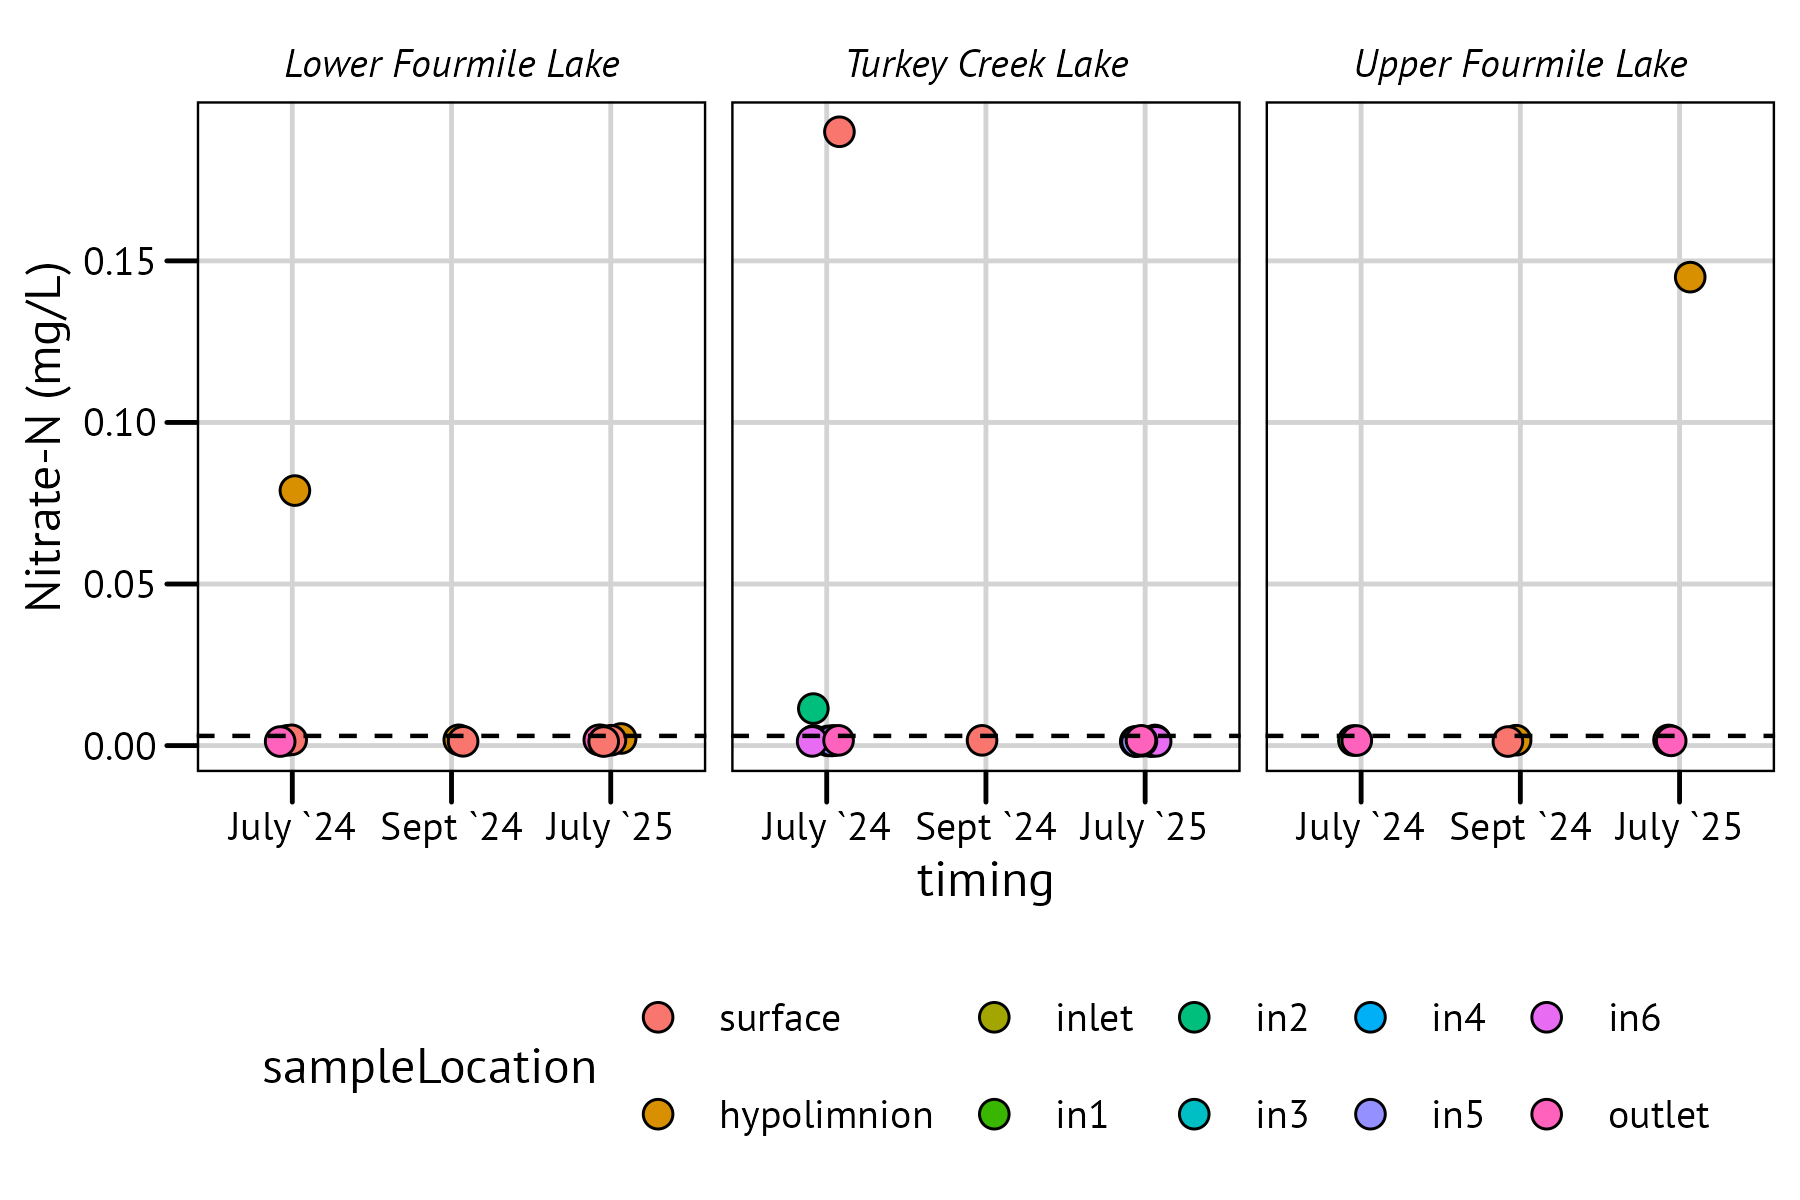 Lower Fourmile Lake Turkey Creek Lake Upper Fourmile Lake
Nitrate-N (mg/L)
0.15
0.10
0.05
0.00
July `24 Sept `24 July `25 July `24 Sept `24 July `25 July `24 Sept `24 July `25
timing
sampleLocation
surface inlet in2 in4 in6
hypolimnion in1 in3 in5 outlet